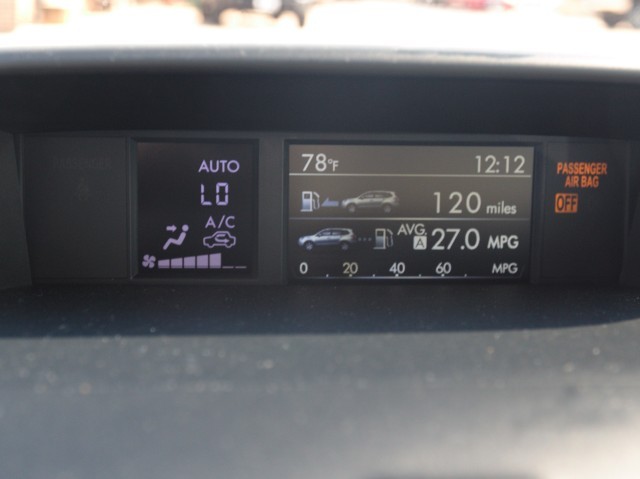 AUTO
LO
A/C
78°F 12:12
120 miles
AVG.
A 27.0 MPG
0 20 40 60 MPG
PASSENGER
AIR BAG
OFF